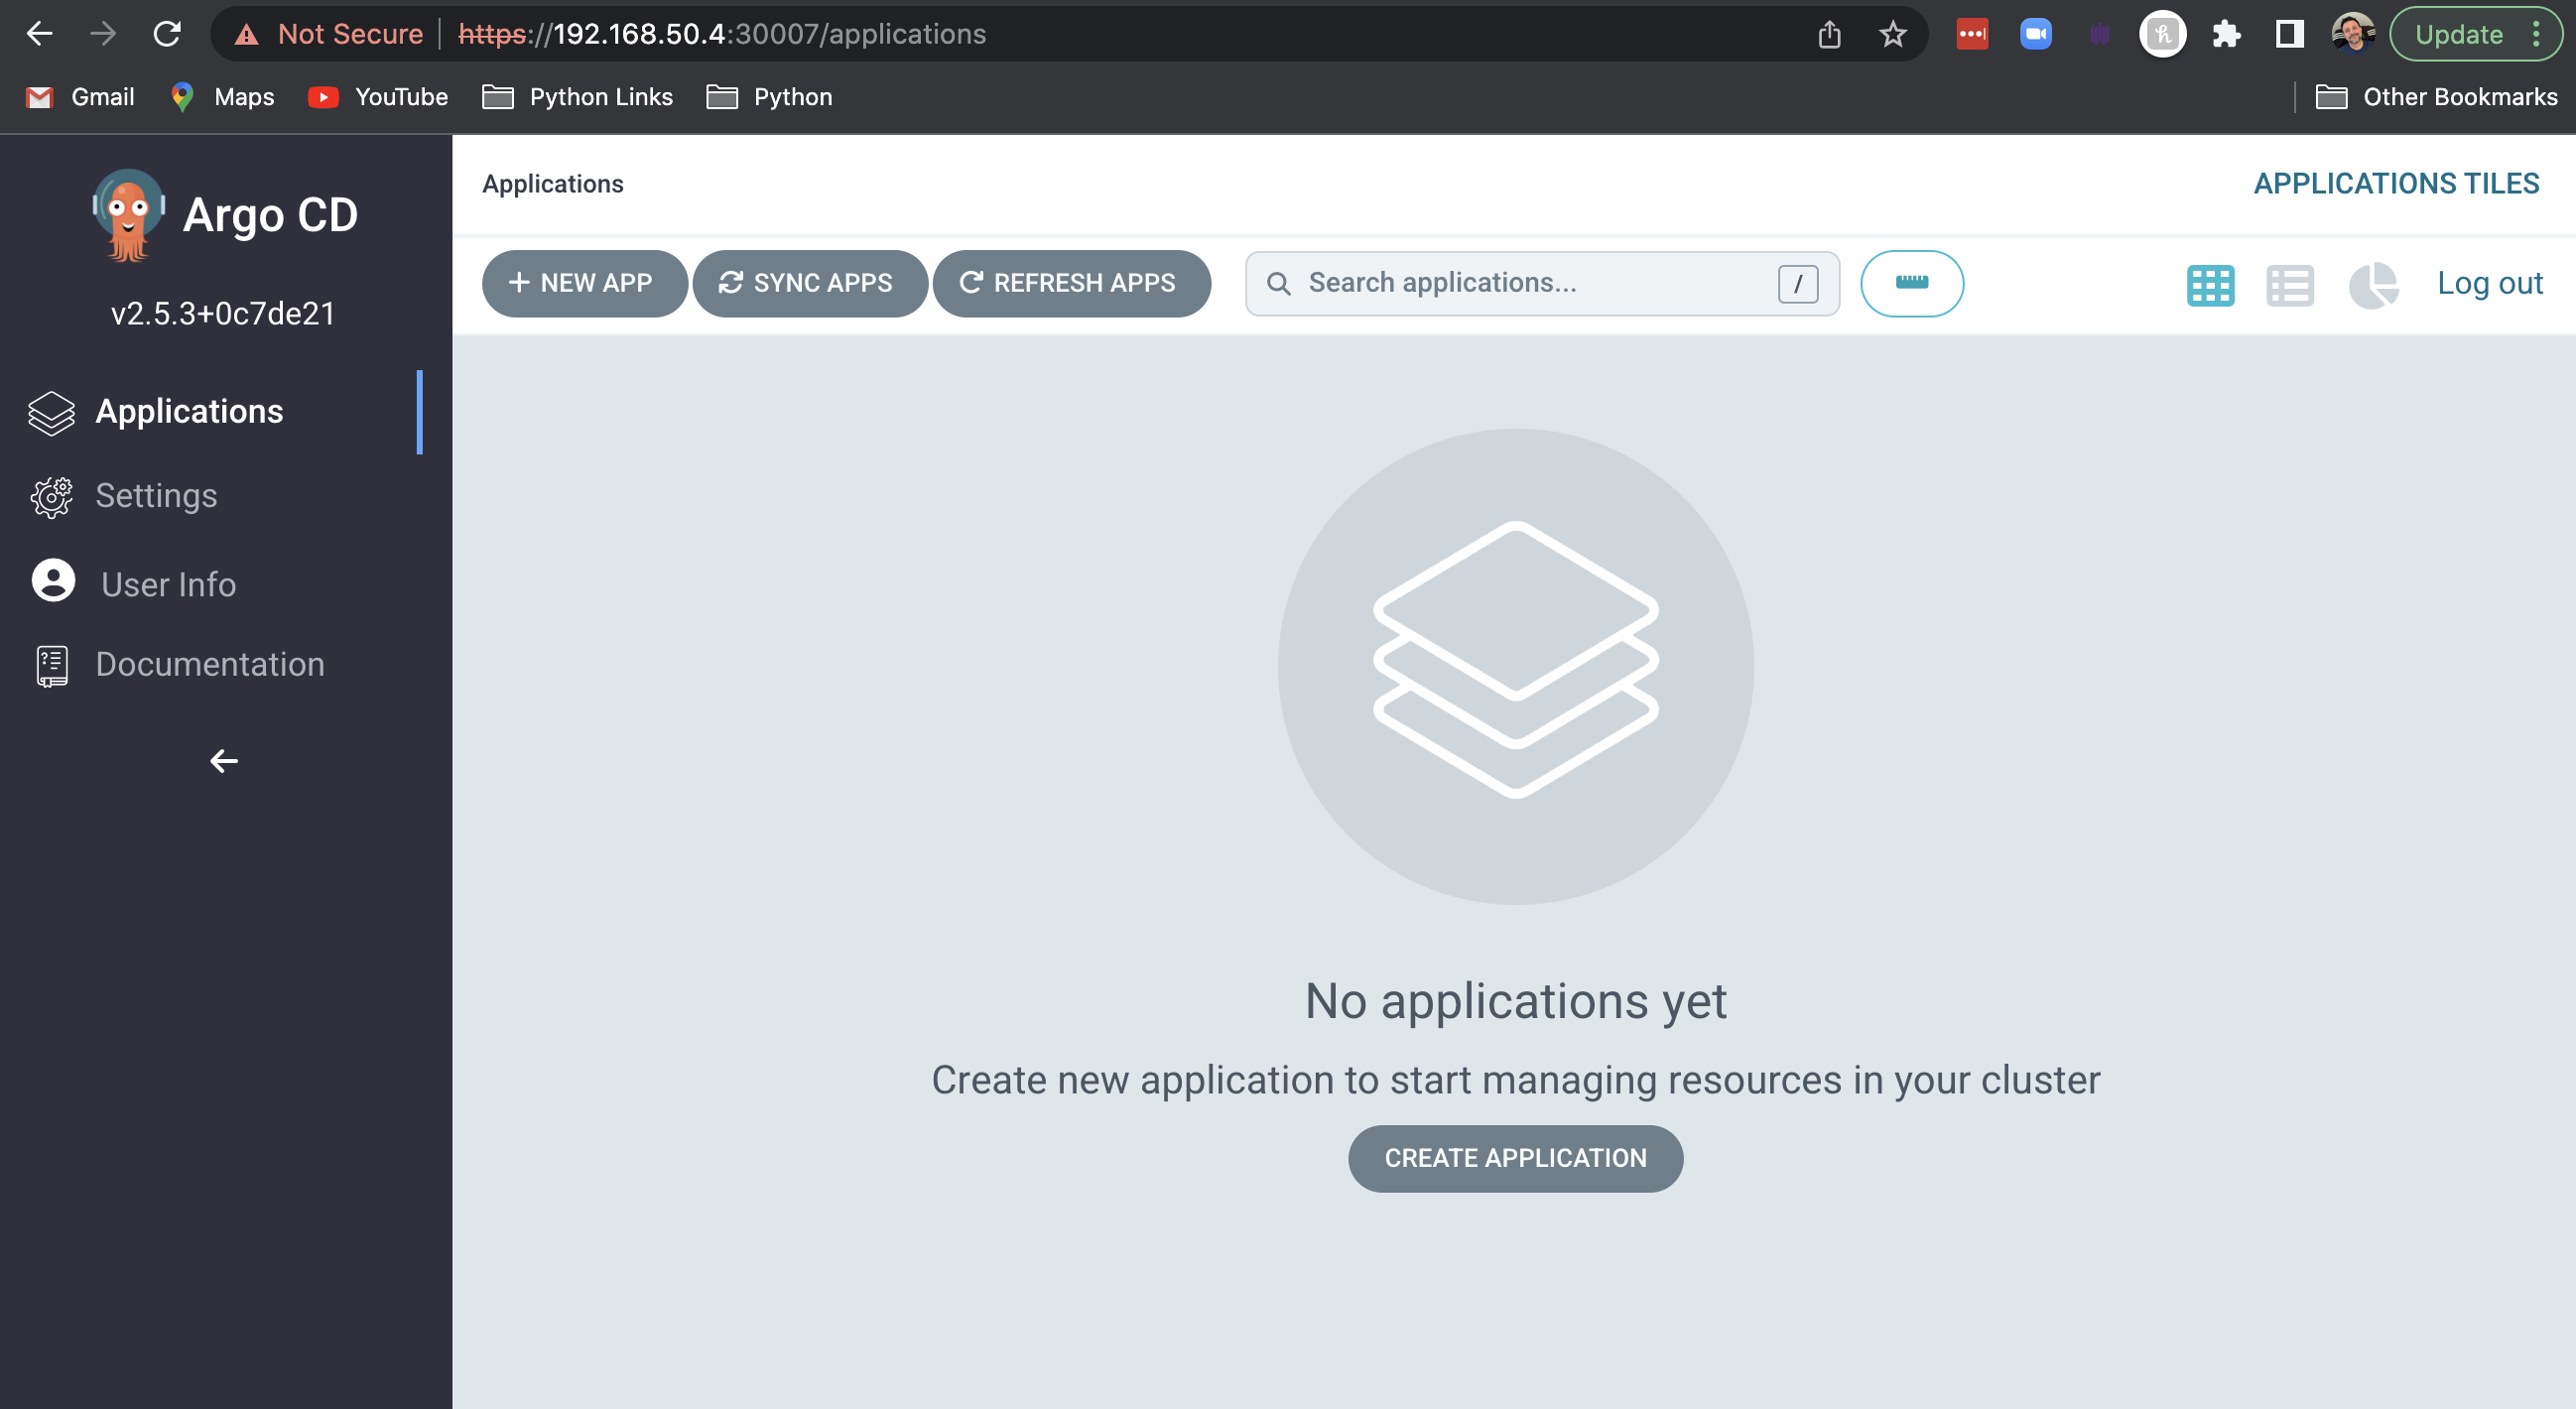 Not Secure https://192.168.50.4:30007/applications Update
Gmail Maps YouTube Python Links Python Other Bookmarks
Argo CD
v2.5.3+0c7de21
Applications
Settings
User Info
Documentation
Applications APPLICATIONS TILES
NEW APP SYNC APPS REFRESH APPS Search applications... / Log out
No applications yet
Create new application to start managing resources in your cluster
CREATE APPLICATION